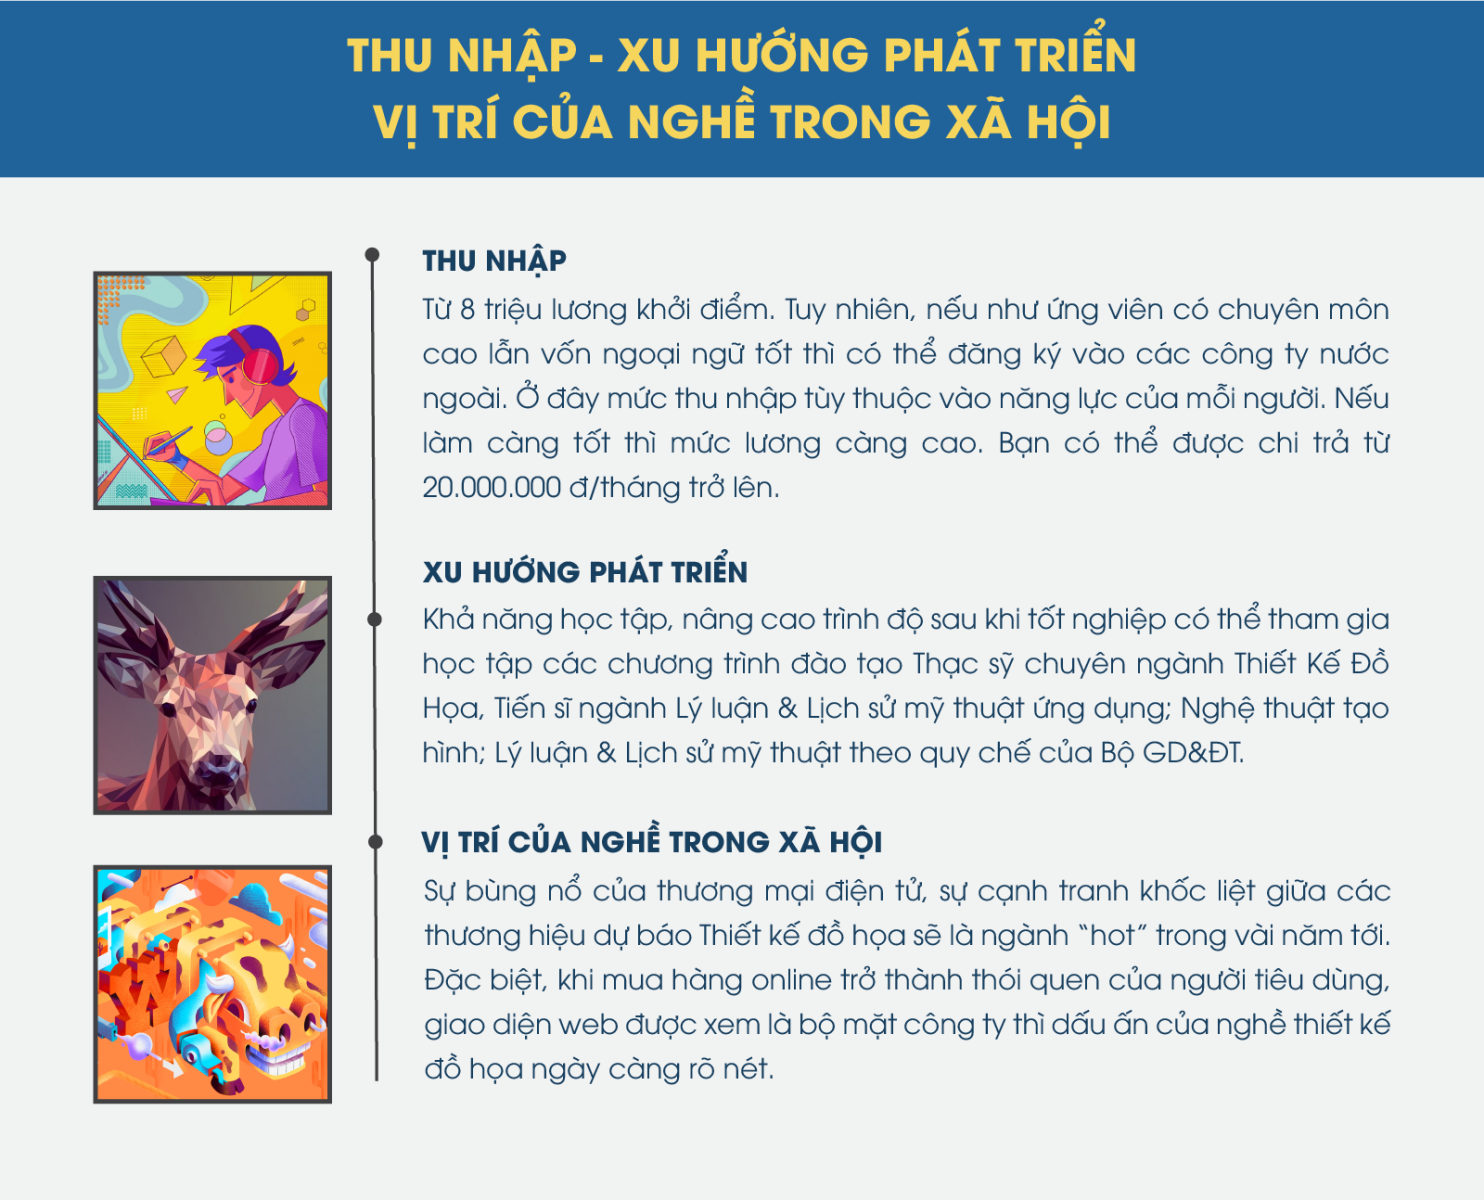 THU NHẬP - XU HƯỚNG PHÁT TRIỂN
VỊ TRÍ CỦA NGHỀ TRONG XÃ HỘI
THU NHẬP
Từ 8 triệu lương khởi điểm. Tuy nhiên, nếu như ứng viên có chuyên môn
cao lẫn vốn ngoại ngữ tốt thì có thể đăng ký vào các công ty nước
ngoài. Ở đây mức thu nhập tùy thuộc vào năng lực của mỗi người. Nếu
làm càng tốt thì mức lương càng cao. Bạn có thể được chi trả từ
20.000.000 đ/tháng trở lên.
XU HƯỚNG PHÁT TRIỂN
Khả năng học tập, nâng cao trình độ sau khi tốt nghiệp có thể tham gia
học tập các chương trình đào tạo Thạc sỹ chuyên ngành Thiết Kế Đồ
Họa, Tiến sĩ ngành Lý luận & Lịch sử mỹ thuật ứng dụng; Nghệ thuật tạo
hình; Lý luận & Lịch sử mỹ thuật theo quy chế của Bộ GD&ĐT.
VỊ TRÍ CỦA NGHỀ TRONG XÃ HỘI
Sự bùng nổ của thương mại điện tử, sự cạnh tranh khốc liệt giữa các
thương hiệu dự báo Thiết kế đồ họa sẽ là ngành “hot” trong vài năm tới.
Đặc biệt, khi mua hàng online trở thành thói quen của người tiêu dùng,
giao diện web được xem là bộ mặt công ty thì dấu ấn của nghề thiết kế
đồ họa ngày càng rõ nét.